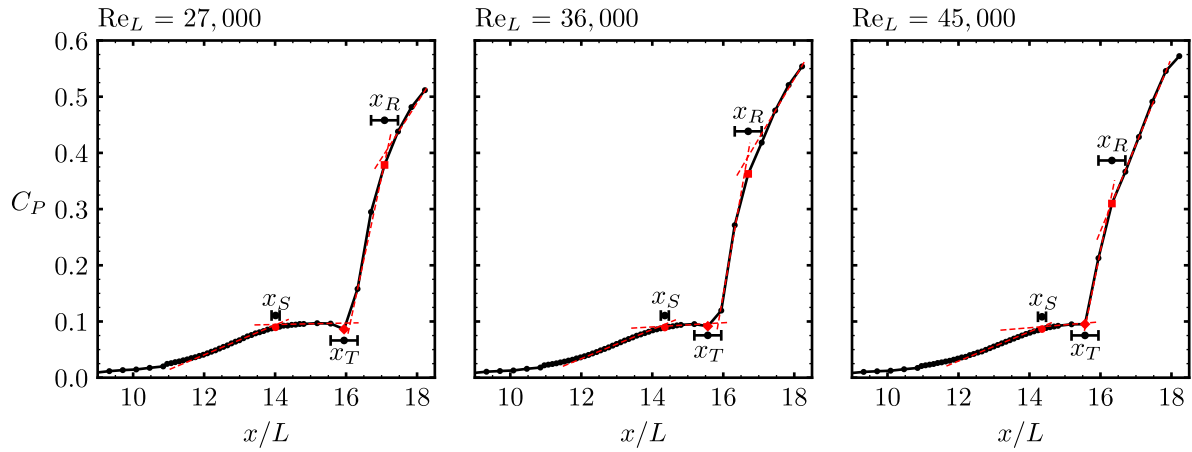 Re_L = 27,000
Re_L = 36,000
Re_L = 45,000
C_P
0.6
0.5
0.4
0.3
0.2
0.1
0.0
x_R
x_S
x_T
10 12 14 16 18
x/L
x_R
x_S
x_T
10 12 14 16 18
x/L
x_R
x_S
x_T
10 12 14 16 18
x/L